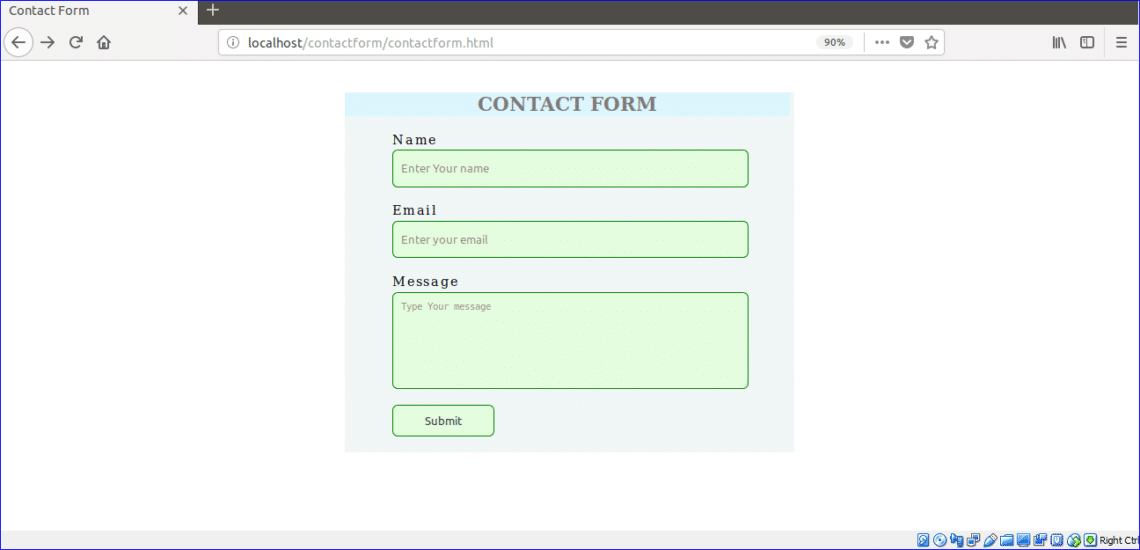 Contact Form
localhost/contactform/contactform.html
90%
CONTACT FORM
Name
Enter Your name
Email
Enter your email
Message
Type Your message
Submit
Right Ctrl